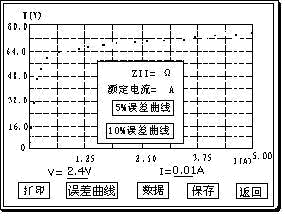 U(V)
80.0
64.0
48.0
32.0
16.0
0
ZII= Ω
额定电流= A
5%误差曲线
10%误差曲线
1.25 2.50 3.75 I(A) 5.00
V= 2.4V I=0.01A
打印 误差曲线 数据 保存 返回